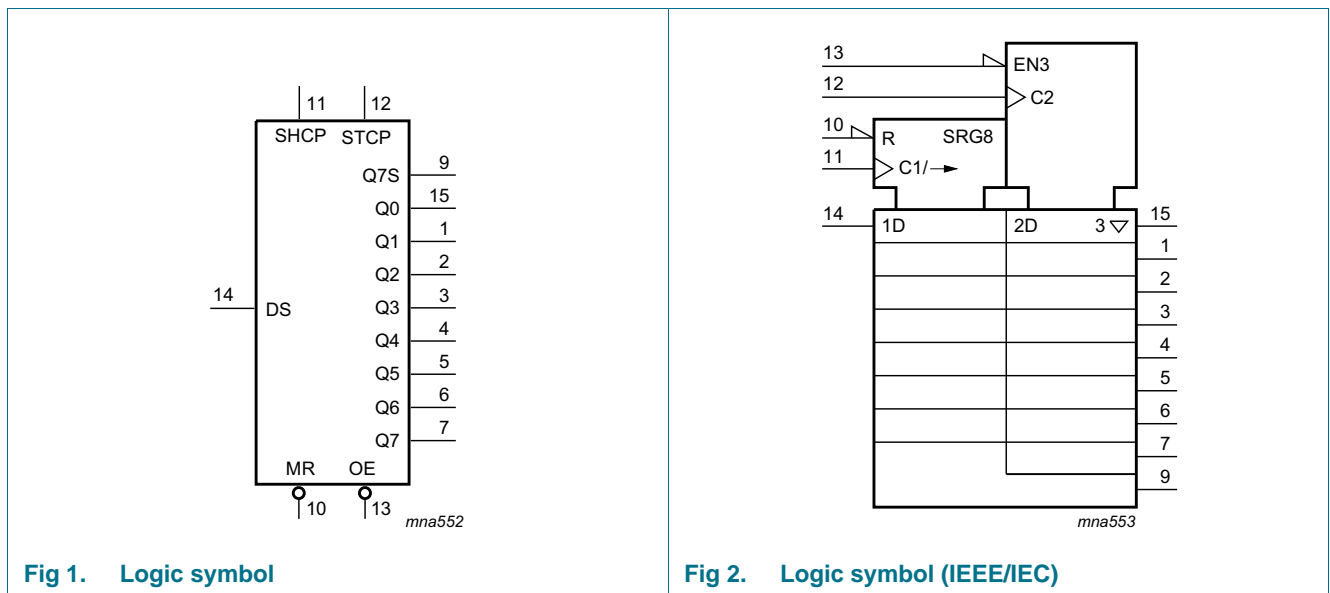 11 12
SHCP STCP
Q7S 9
Q0 15
Q1 1
Q2 2
14 DS Q3 3
Q4 4
Q5 5
Q6 6
Q7 7
MR OE
10 13
mna552
Fig 1. Logic symbol
13 EN3
12 C2
10 R SRG8
11 C1/→
14 1D 2D 3 ▽ 15
1
2
3
4
5
6
7
9
mna553
Fig 2. Logic symbol (IEEE/IEC)